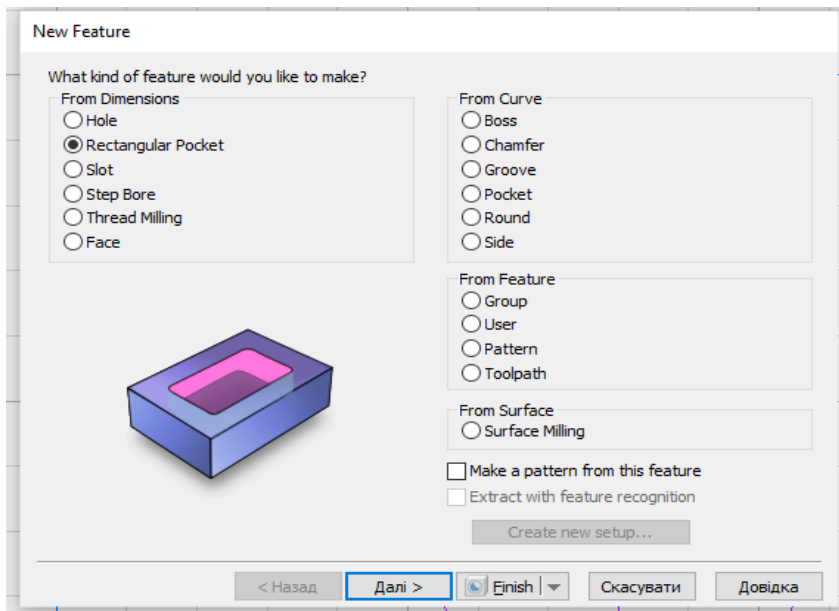 New Feature
What kind of feature would you like to make?
From Dimensions
Hole
Rectangular Pocket
Slot
Step Bore
Thread Milling
Face
From Curve
Boss
Chamfer
Groove
Pocket
Round
Side
From Feature
Group
User
Pattern
Toolpath
From Surface
Surface Milling
Make a pattern from this feature
Extract with feature recognition
Create new setup...
< Назад
Далі >
Finish
Скасувати
Довідка